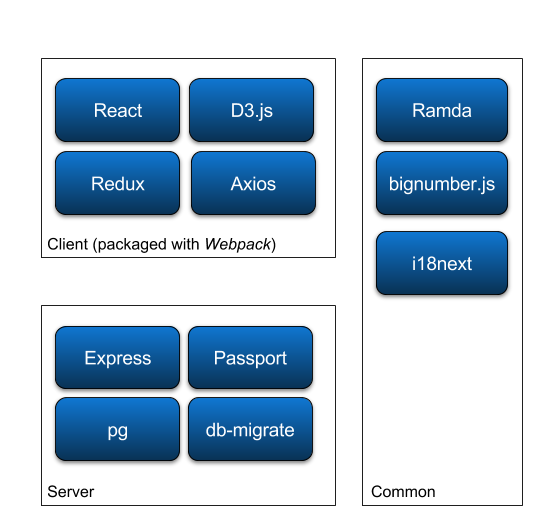 React
D3.js
Redux
Axios
Client (packaged with Webpack)
Express
Passport
pg
db-migrate
Server
Ramda
bignumber.js
i18next
Common